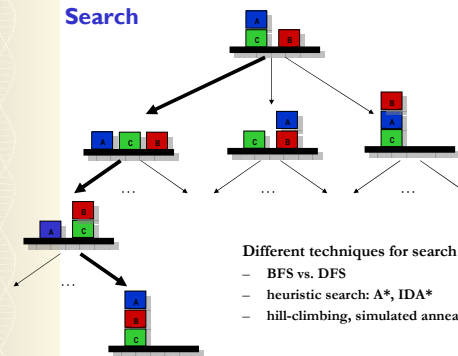 Search
A
C B
B
A
A C B C B C
... ... ...
B
A C
...
A
B
C
Different techniques for search
– BFS vs. DFS
– heuristic search: A*, IDA*
– hill-climbing, simulated annea